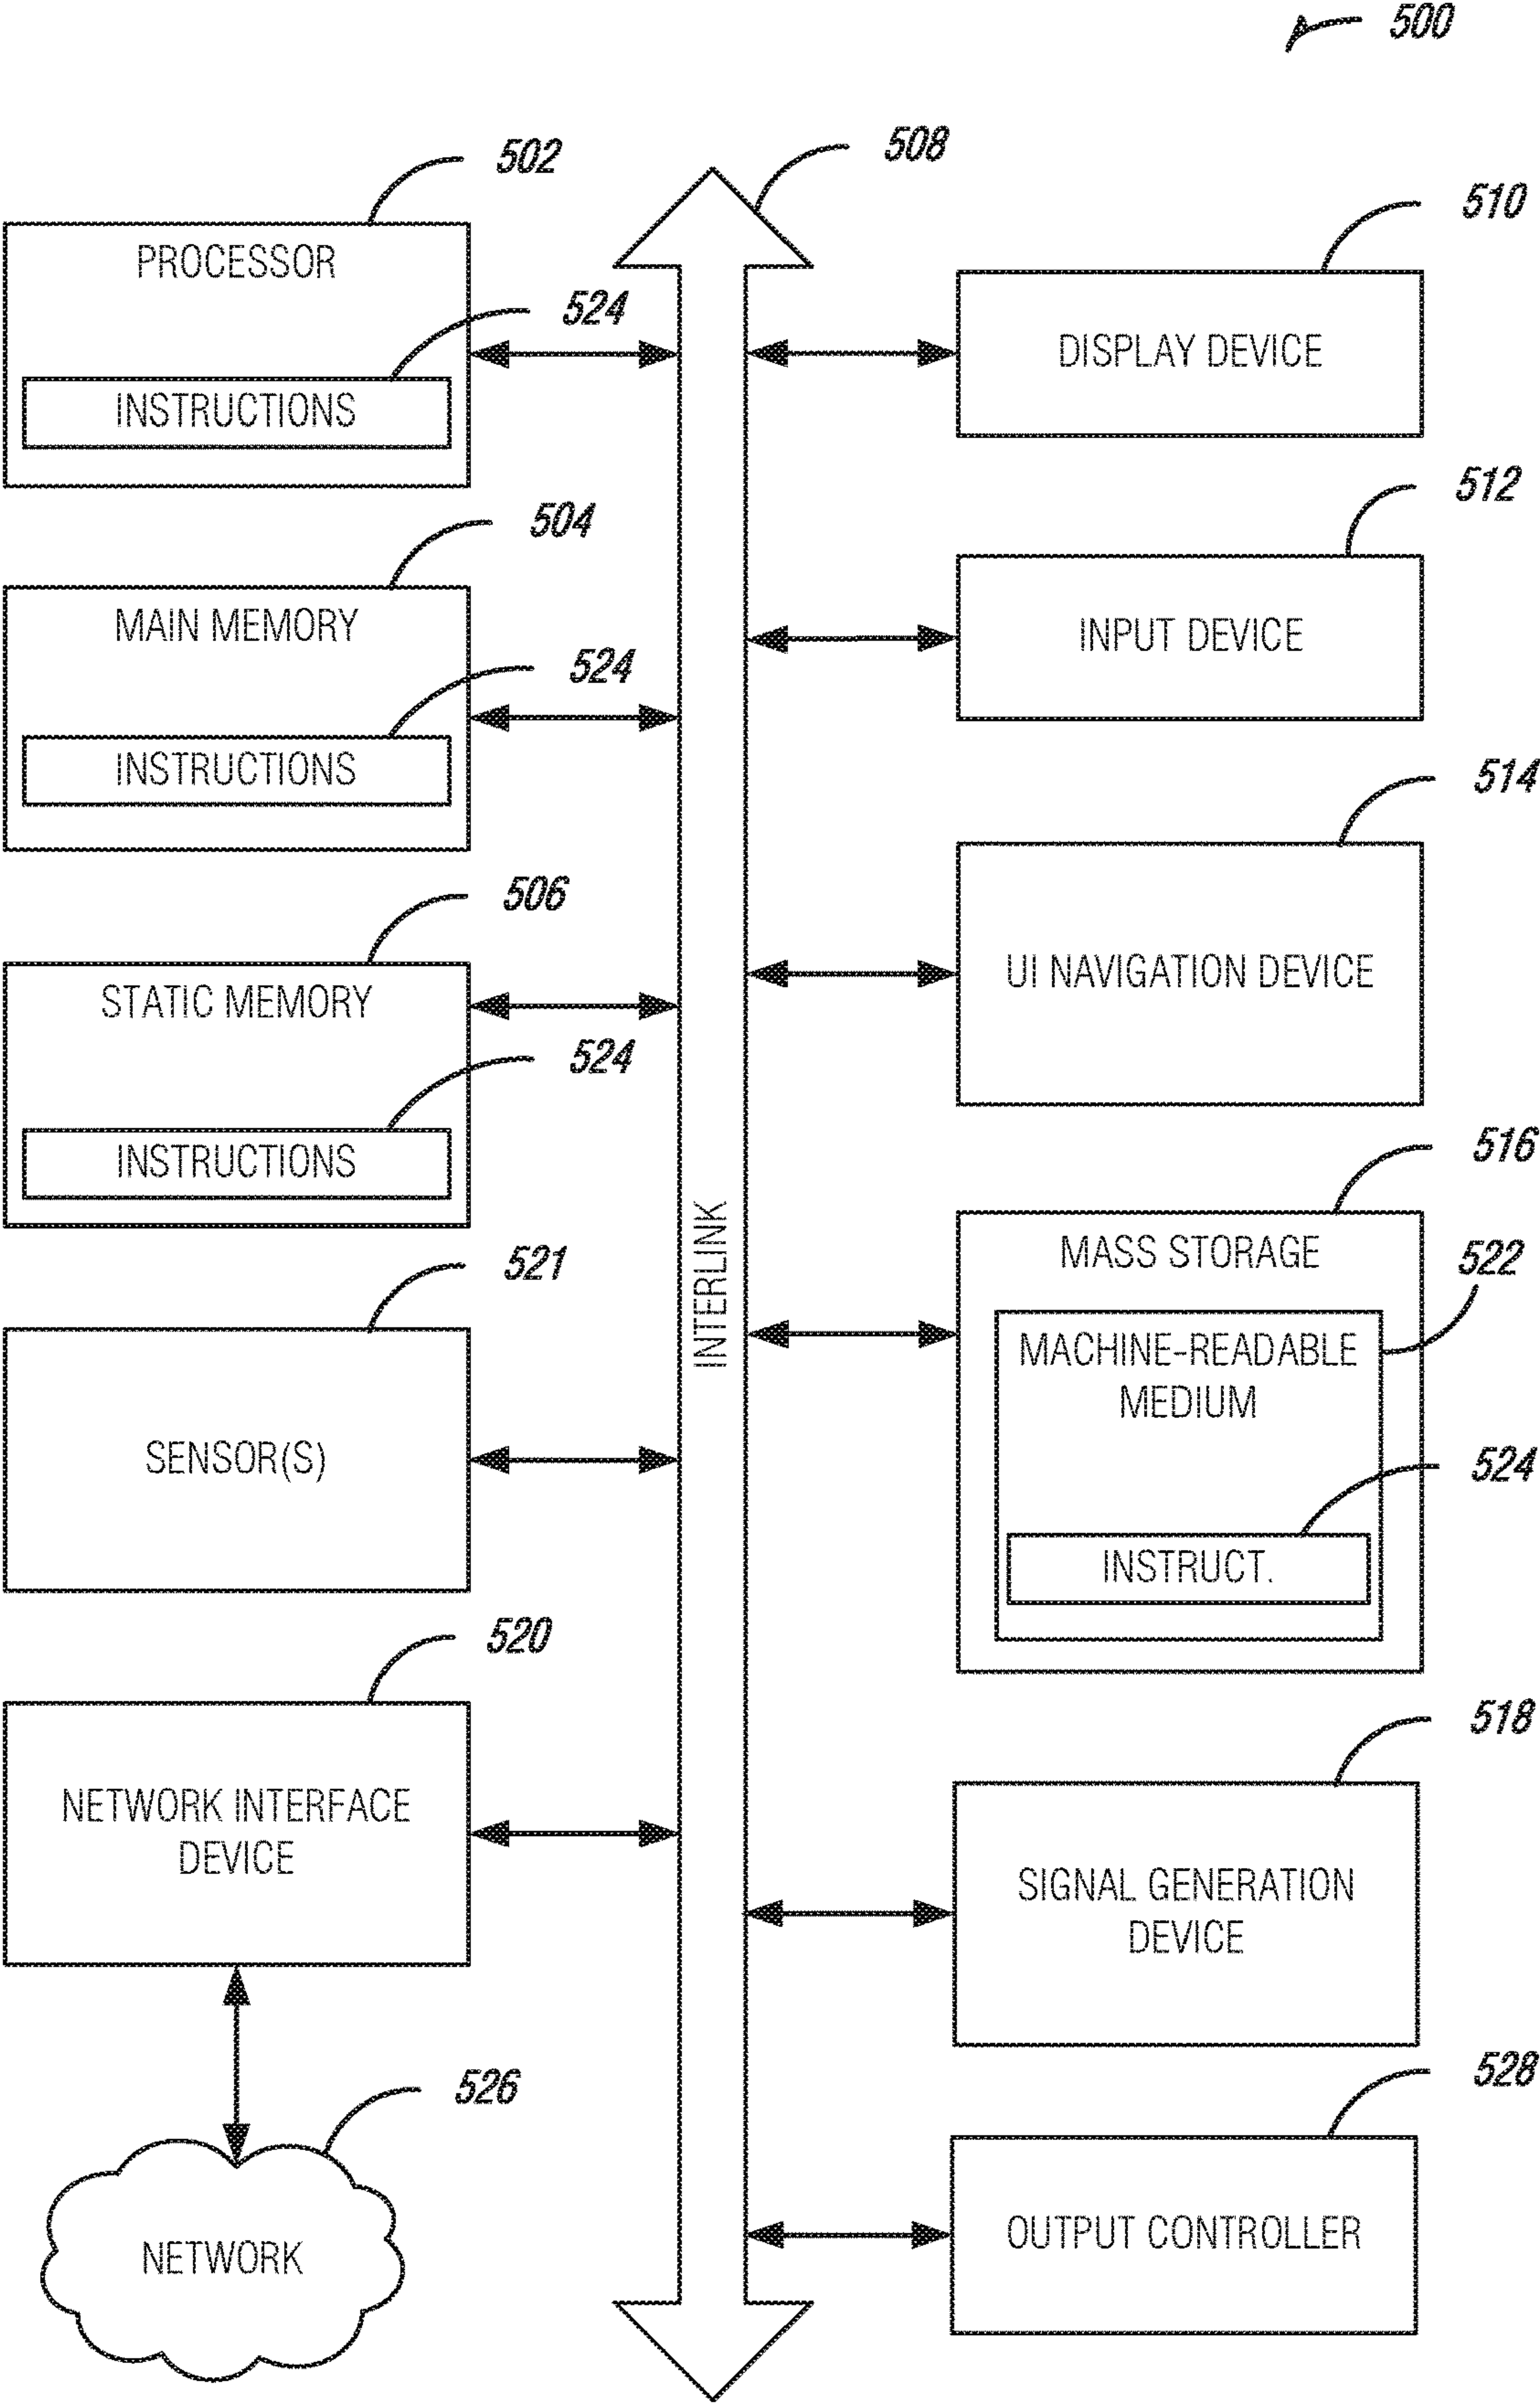 500
502
PROCESSOR
524
INSTRUCTIONS
504
MAIN MEMORY
524
INSTRUCTIONS
506
STATIC MEMORY
524
INSTRUCTIONS
521
SENSOR(S)
520
NETWORK INTERFACE
DEVICE
526
NETWORK
508
INTERLINK
510
DISPLAY DEVICE
512
INPUT DEVICE
514
UI NAVIGATION DEVICE
516
MASS STORAGE
522
MACHINE-READABLE
MEDIUM
524
INSTRUCT.
518
SIGNAL GENERATION
DEVICE
528
OUTPUT CONTROLLER